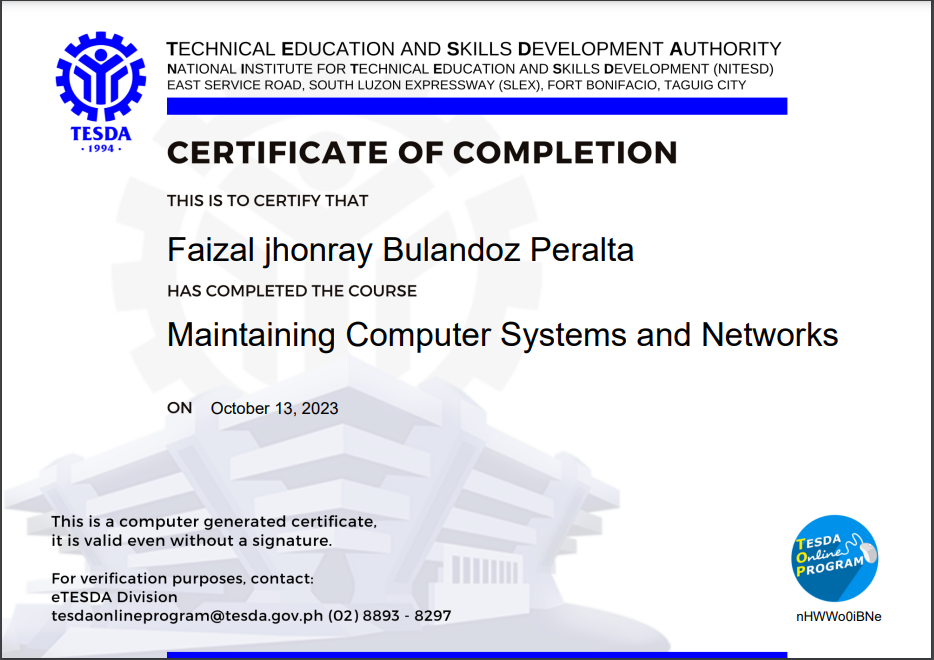 TECHNICAL EDUCATION AND SKILLS DEVELOPMENT AUTHORITY
NATIONAL INSTITUTE FOR TECHNICAL EDUCATION AND SKILLS DEVELOPMENT (NITESD)
EAST SERVICE ROAD, SOUTH LUZON EXPRESSWAY (SLEX), FORT BONIFACIO, TAGUIG CITY
TESDA
· 1994 ·
CERTIFICATE OF COMPLETION
THIS IS TO CERTIFY THAT
Faizal jhonray Bulandoz Peralta
HAS COMPLETED THE COURSE
Maintaining Computer Systems and Networks
ON October 13, 2023
This is a computer generated certificate,
it is valid even without a signature.
For verification purposes, contact:
eTESDA Division
tesdaonlineprogram@tesda.gov.ph (02) 8893 - 8297
TESDA
Online
PROGRAM
nHWWo0iBNe